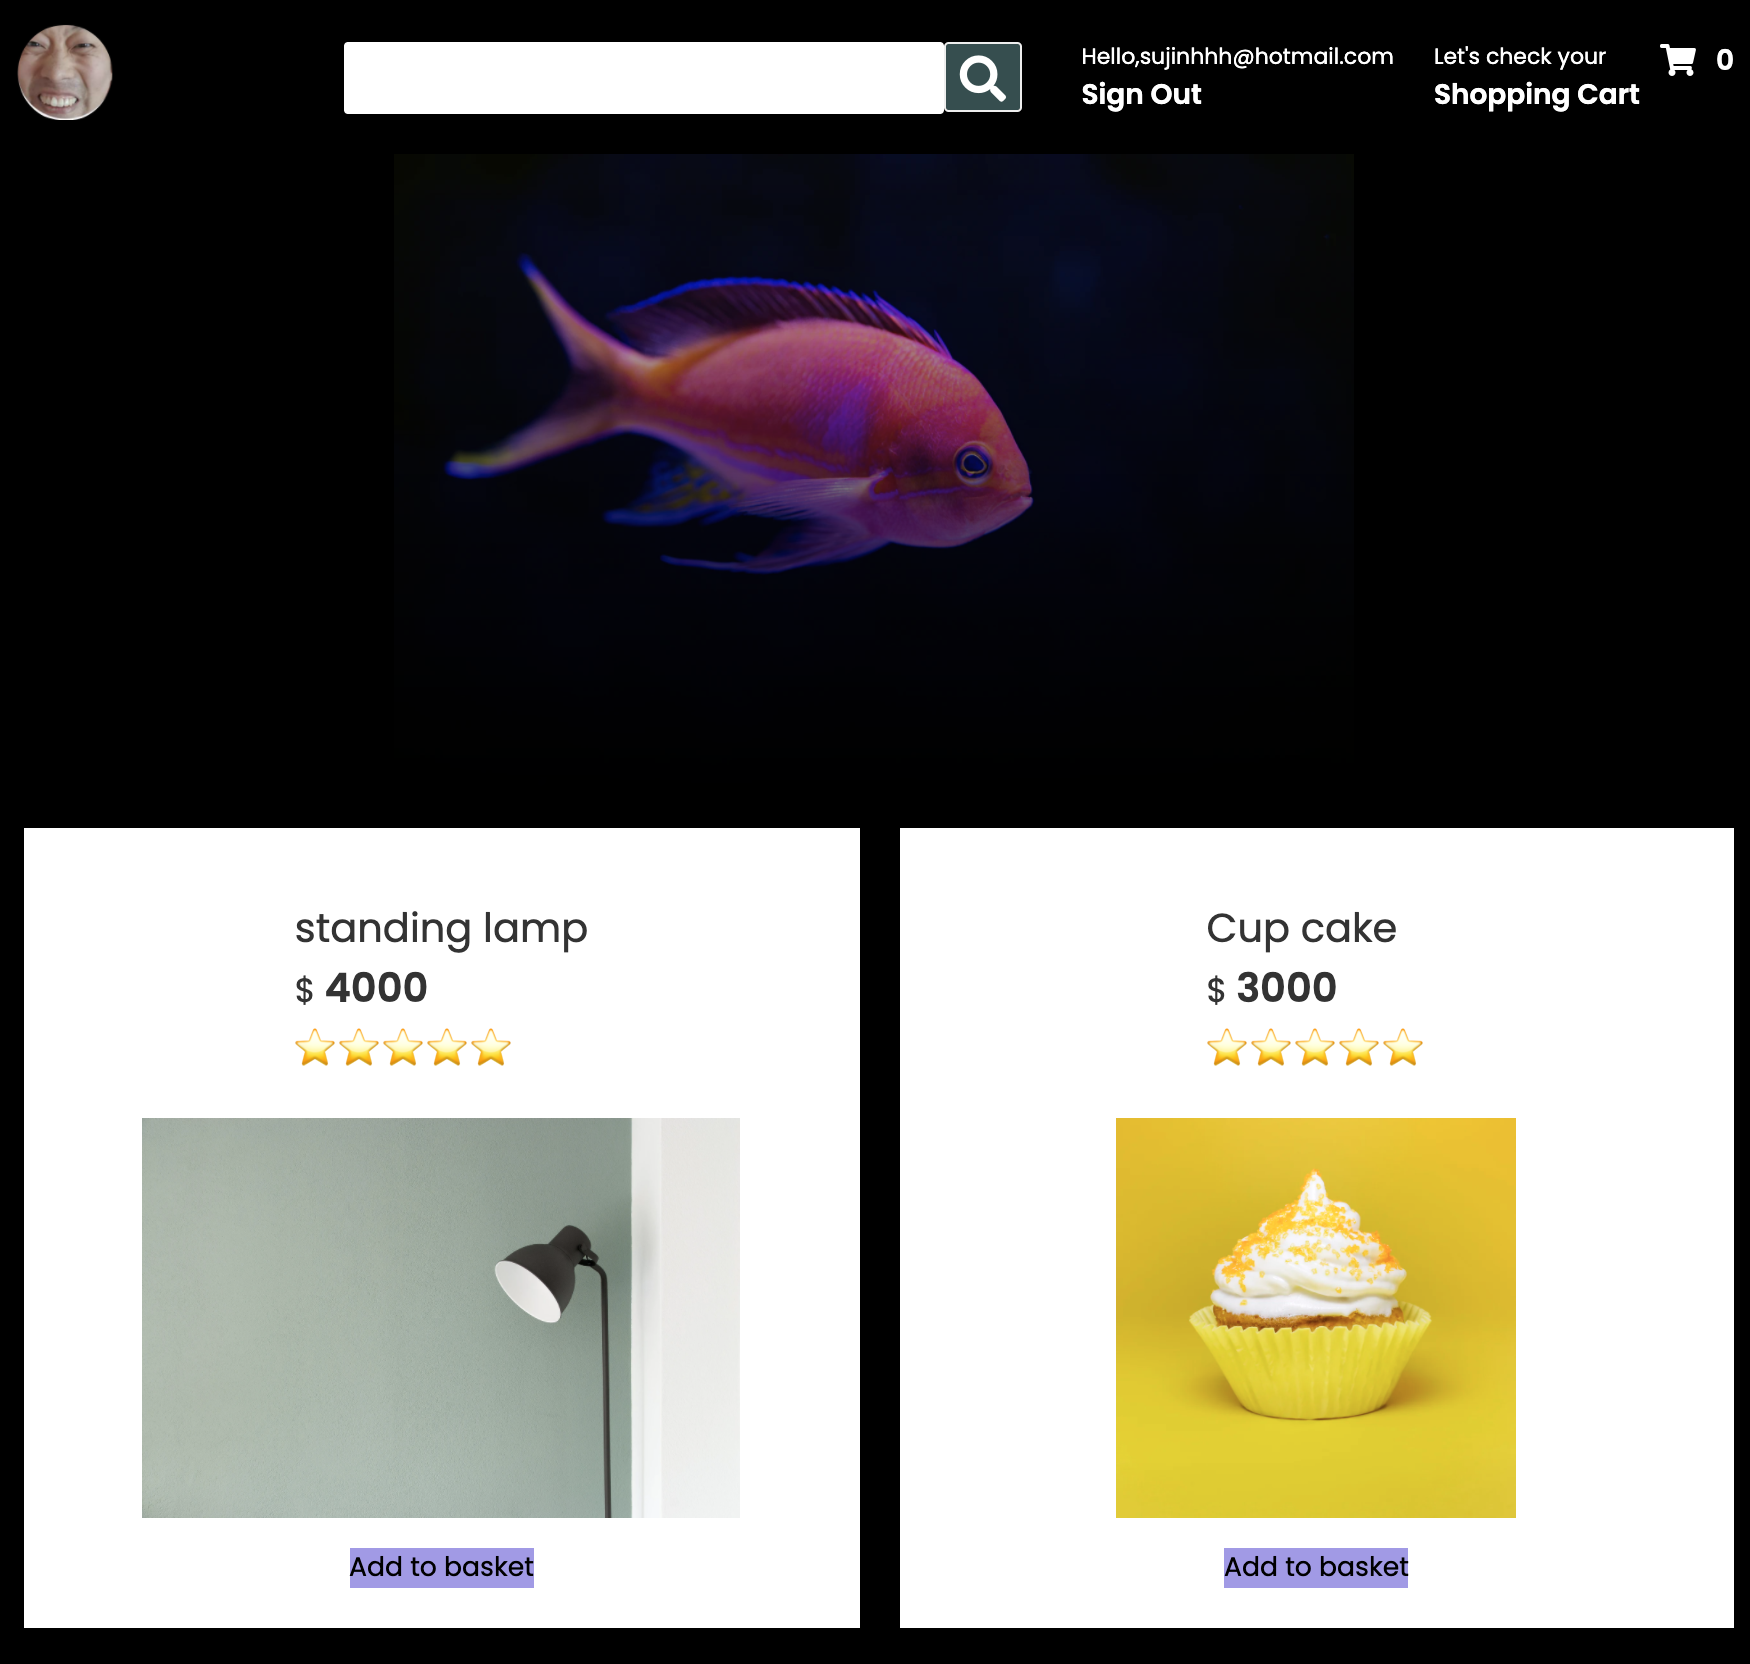 Hello,sujinhhh@hotmail.com
Sign Out
Let's check your
Shopping Cart
0
standing lamp
$ 4000
Add to basket
Cup cake
$ 3000
Add to basket